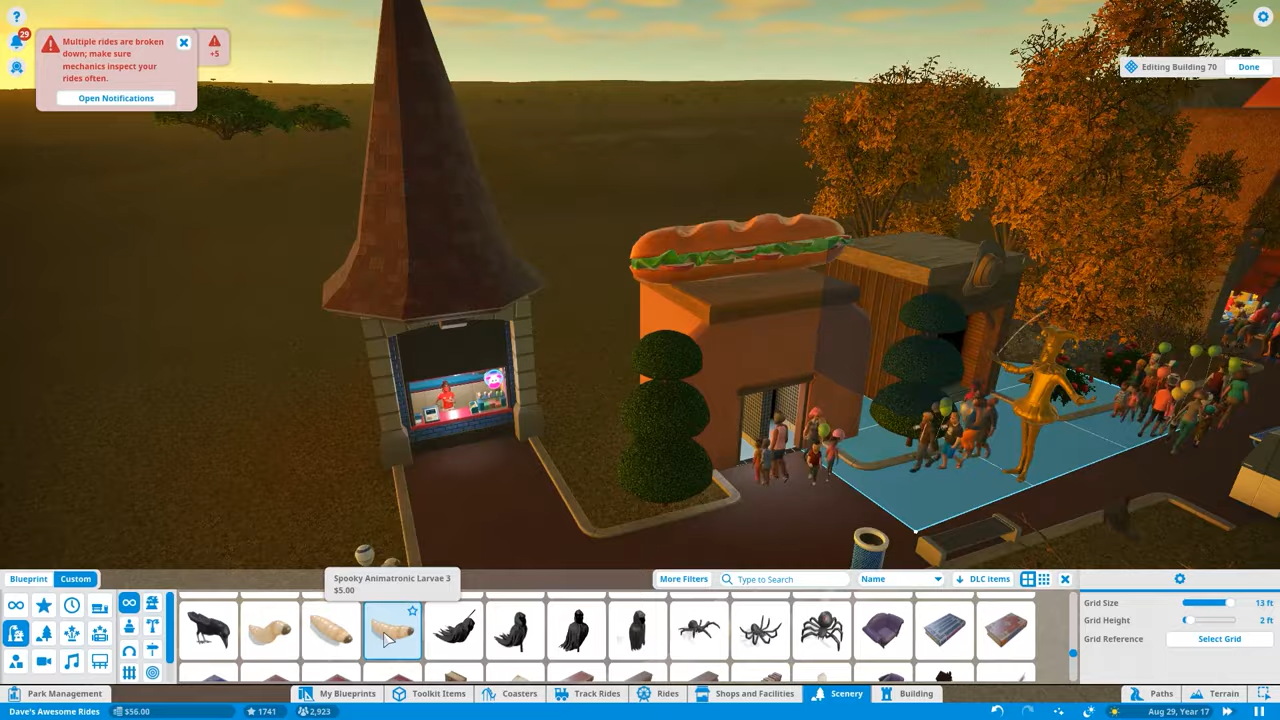 ?
29
Multiple rides are broken
down; make sure
mechanics inspect your
rides often.
Open Notifications
+5
Editing Building 70
Done
Spooky Animatronic Larvae 3
$5.00
Blueprint
Custom
More Filters
Type to Search
Name
DLC items
Grid Size
13 ft
Grid Height
2 ft
Grid Reference
Select Grid
Park Management
My Blueprints
Toolkit Items
Coasters
Track Rides
Rides
Shops and Facilities
Scenery
Building
Paths
Terrain
Dave's Awesome Rides
$56.00
1741
2,923
Aug 29, Year 17